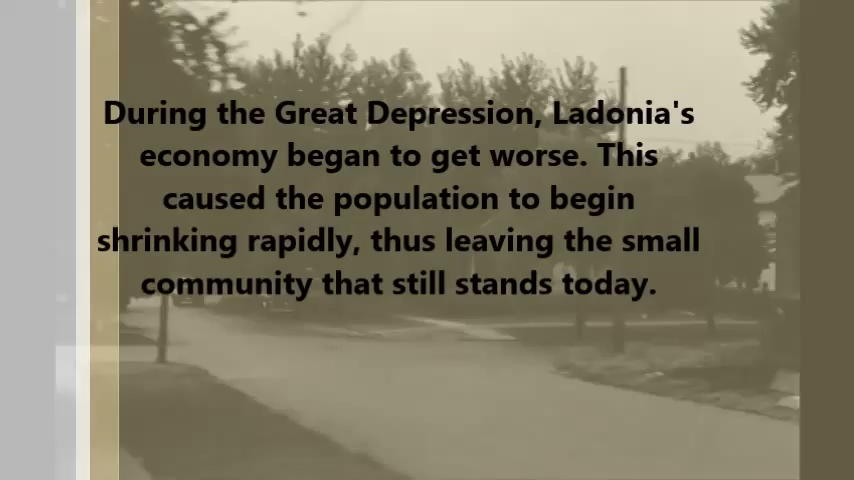 During the Great Depression, Ladonia's
economy began to get worse. This
caused the population to begin
shrinking rapidly, thus leaving the small
community that still stands today.